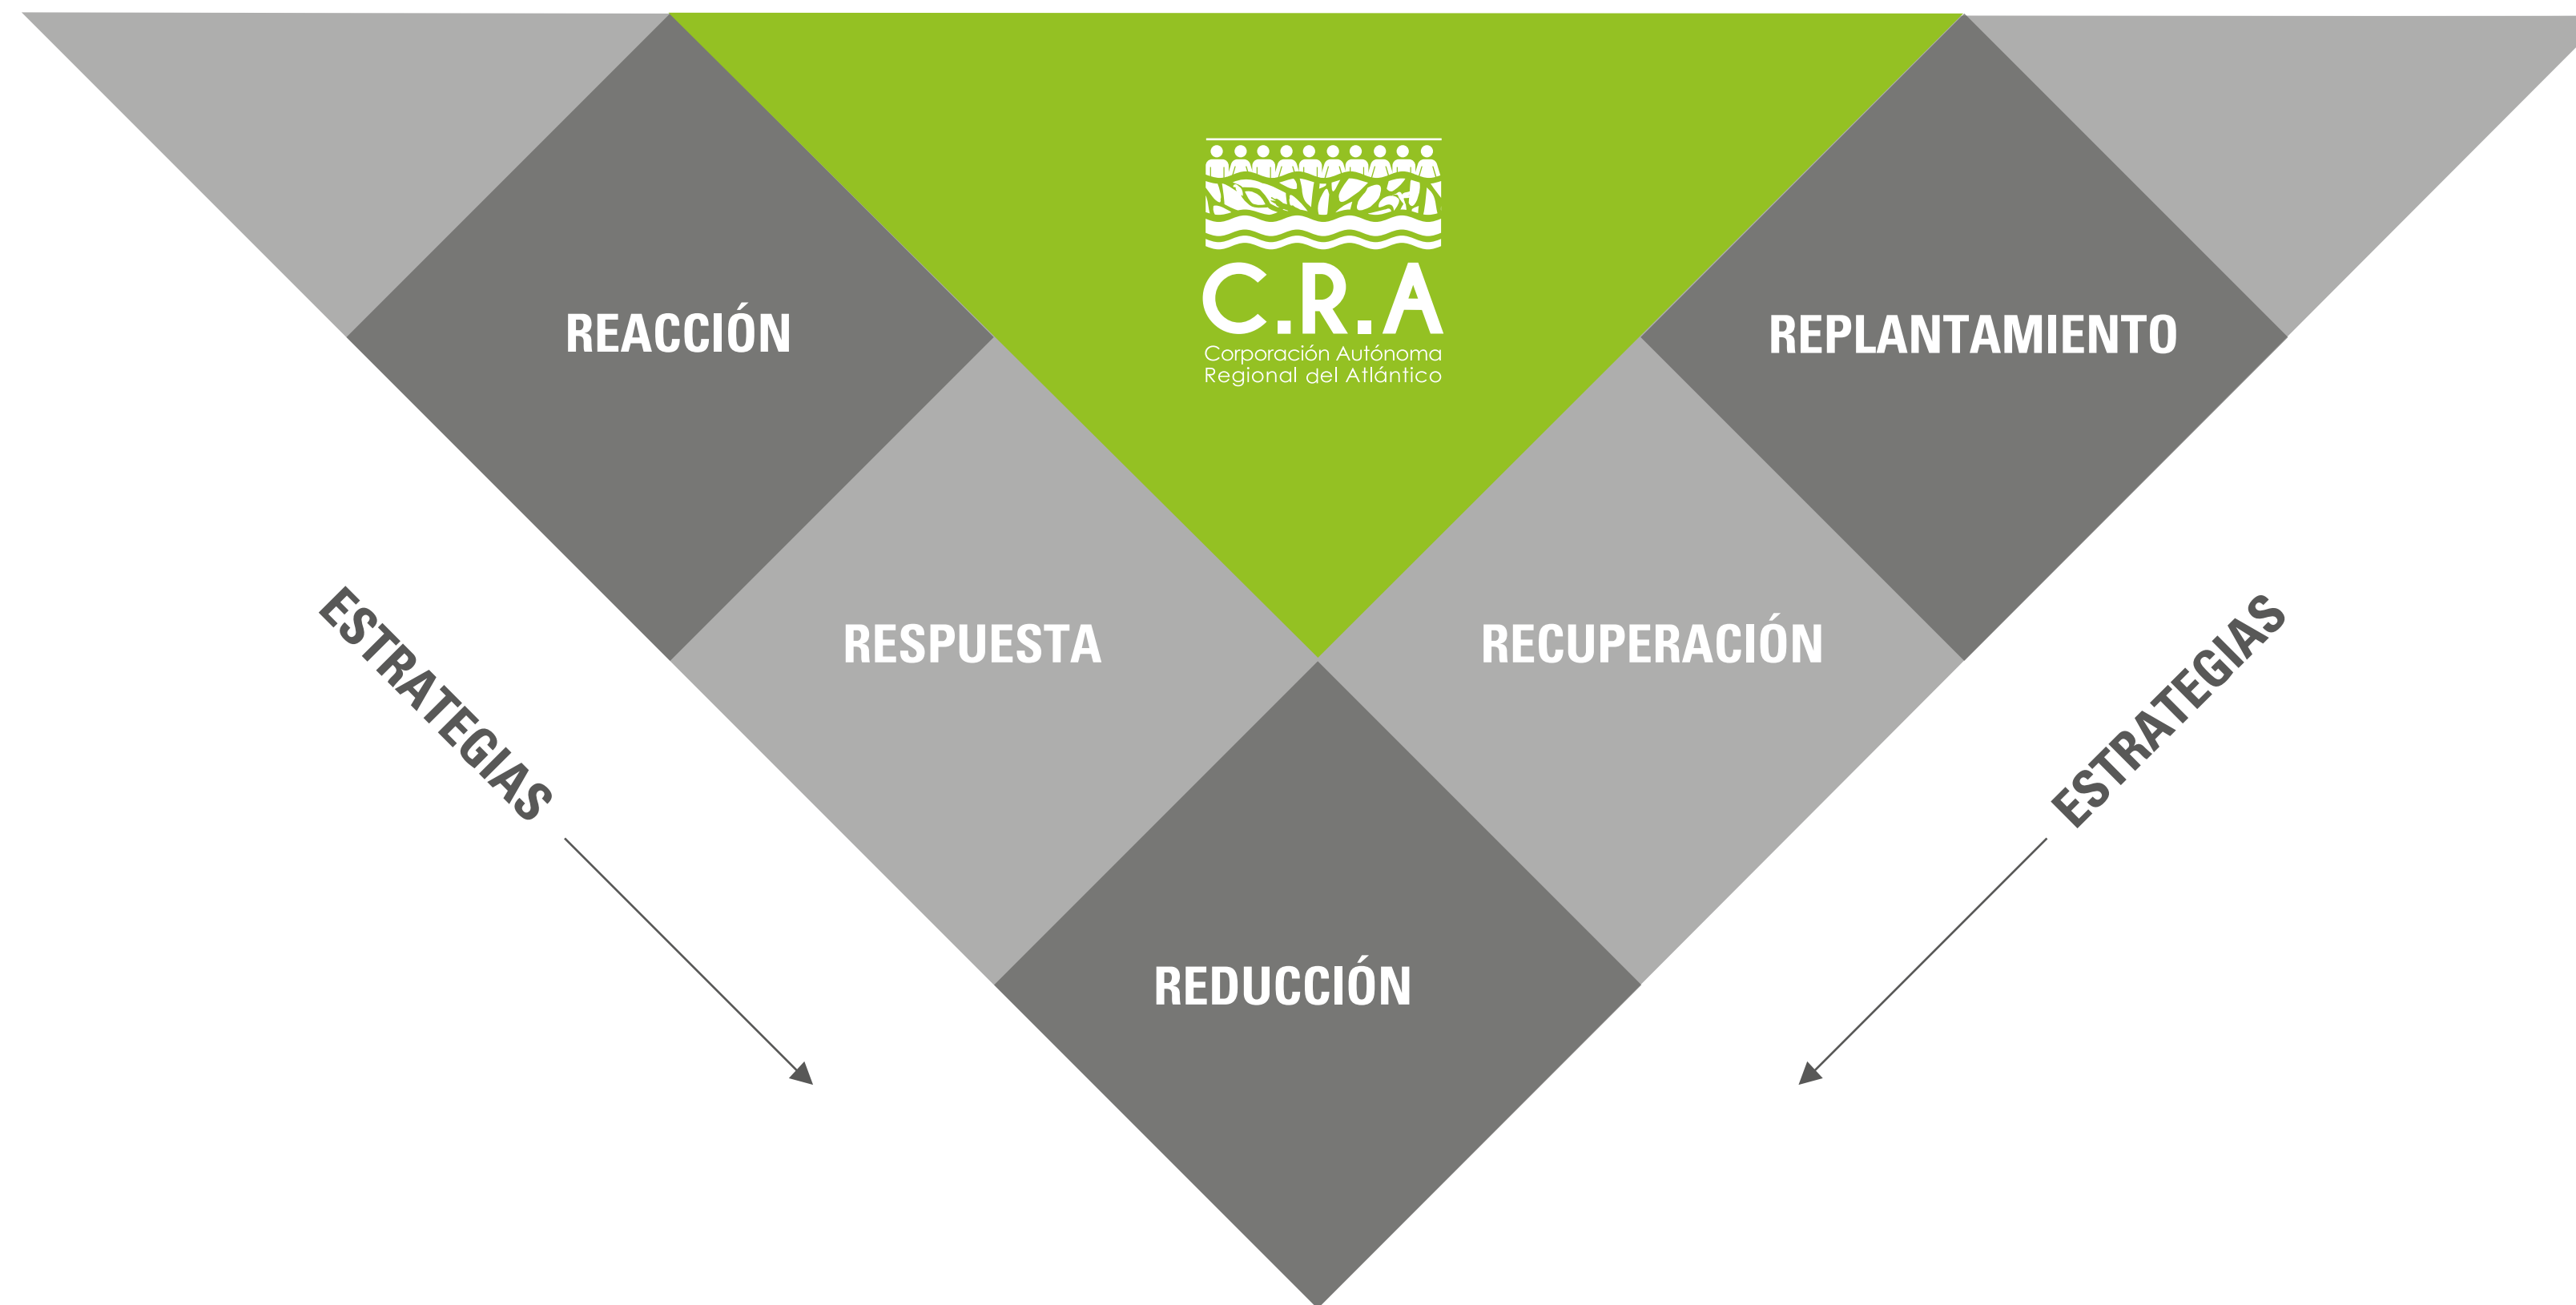 C.R.A
Corporación Autónoma
Regional del Atlántico
REACCIÓN
REPLANTAMIENTO
RESPUESTA
RECUPERACIÓN
ESTRATEGIAS
ESTRATEGIAS
REDUCCIÓN